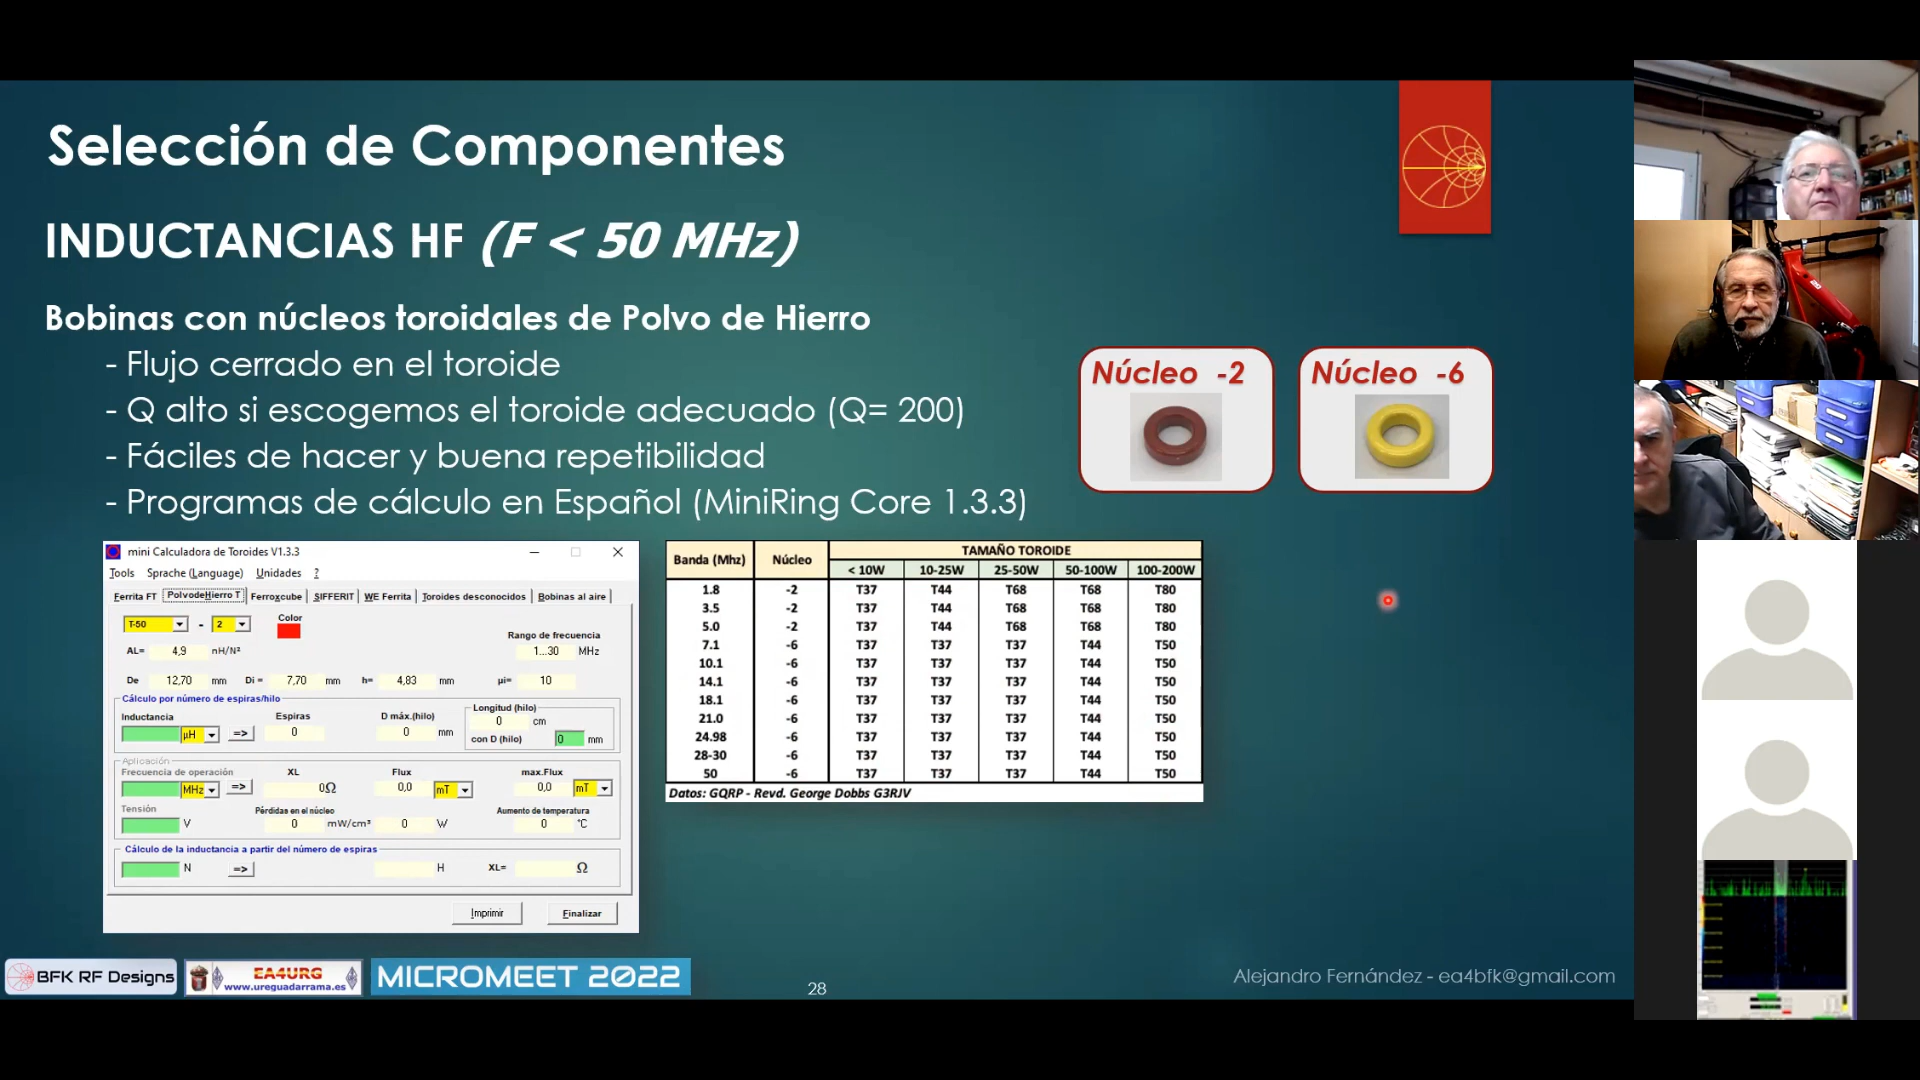 Selección de Componentes
INDUCTANCIAS HF (F < 50 MHz)
Bobinas con núcleos toroidales de Polvo de Hierro
- Flujo cerrado en el toroide
- Q alto si escogemos el toroide adecuado (Q= 200)
- Fáciles de hacer y buena repetibilidad
- Programas de cálculo en Español (MiniRing Core 1.3.3)
Núcleo -2
Núcleo -6
mini Calculadora de Toroides V1.3.3
Tools Sprache (Language) Unidades ?
Ferrita FT PolvodeHierro T Ferroxcube SIFFERIT WE Ferrita Toroides desconocidos Bobinas al aire
T-50 - 2 Color
Rango de frecuencia
AL= 4,9 nH/N² 1...30 MHz
De 12,70 mm Di = 7,70 mm h= 4,83 mm µi= 10
Cálculo por número de espiras/hilo
Inductancia Espiras D máx.(hilo) Longitud (hilo)
µH => 0 0 mm 0 cm
con D (hilo) 0 mm
Aplicación
Frecuencia de operación XL Flux max.Flux
MHz => 0Ω 0,0 mT 0,0 mT
Tensión Pérdidas en el núcleo Aumento de temperatura
V 0 mW/cm³ 0 W 0 °C
Cálculo de la inductancia a partir del número de espiras
N => H XL= Ω
Imprimir Finalizar
Banda (Mhz) Núcleo TAMAÑO TOROIDE
< 10W 10-25W 25-50W 50-100W 100-200W
1.8 -2 T37 T44 T68 T68 T80
3.5 -2 T37 T44 T68 T68 T80
5.0 -2 T37 T44 T68 T68 T80
7.1 -6 T37 T37 T37 T44 T50
10.1 -6 T37 T37 T37 T44 T50
14.1 -6 T37 T37 T37 T44 T50
18.1 -6 T37 T37 T37 T44 T50
21.0 -6 T37 T37 T37 T44 T50
24.98 -6 T37 T37 T37 T44 T50
28-30 -6 T37 T37 T37 T44 T50
50 -6 T37 T37 T37 T44 T50
Datos: GQRP - Revd. George Dobbs G3RJV
BFK RF Designs
EA4URG
www.ureguadarrama.es
MICROMEET 2022
28
Alejandro Fernández - ea4bfk@gmail.com